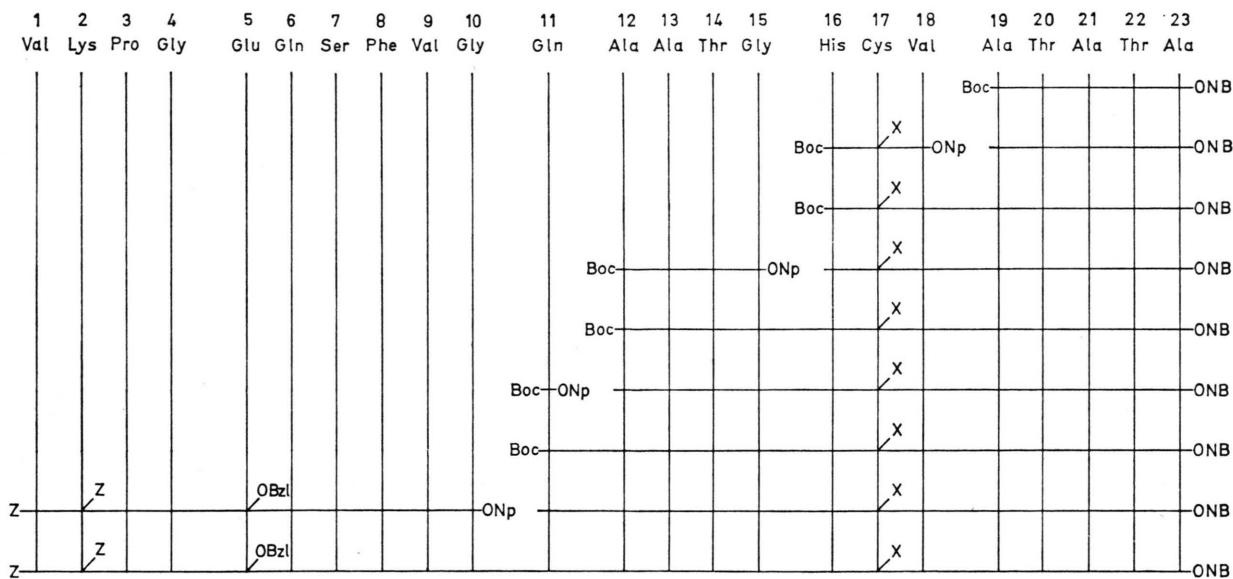 1 2 3 4 5 6 7 8 9 10 11 12 13 14 15 16 17 18 19 20 21 22 23
Val Lys Pro Gly Glu Gln Ser Phe Val Gly Gln Ala Ala Thr Gly His Cys Val Ala Thr Ala Thr Ala
Boc ONB
X
Boc ONp ONB
X
Boc ONB
X
Boc ONp ONB
X
Boc ONB
X
Boc ONp ONB
X
Boc ONB
Z OBzl X
Z ONp ONB
Z OBzl X
Z ONB